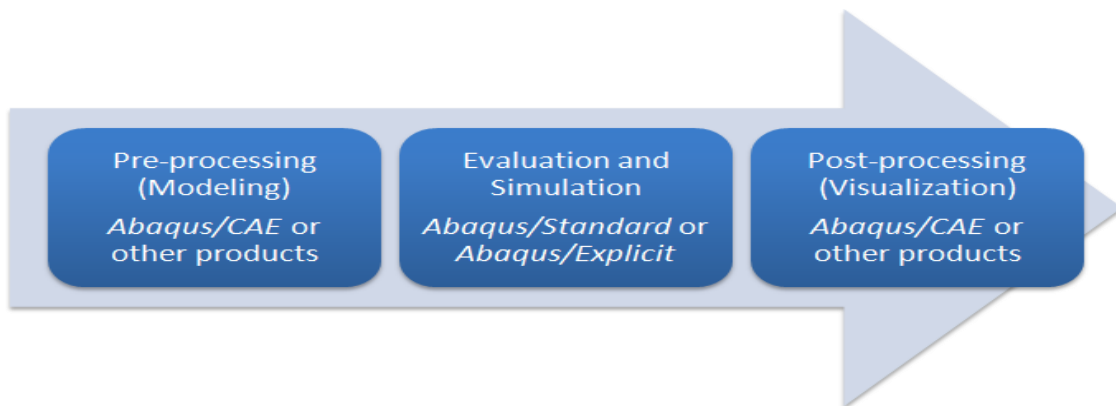 Pre-processing
(Modeling)
Abaqus/CAE or
other products
Evaluation and
Simulation
Abaqus/Standard or
Abaqus/Explicit
Post-processing
(Visualization)
Abaqus/CAE or
other products